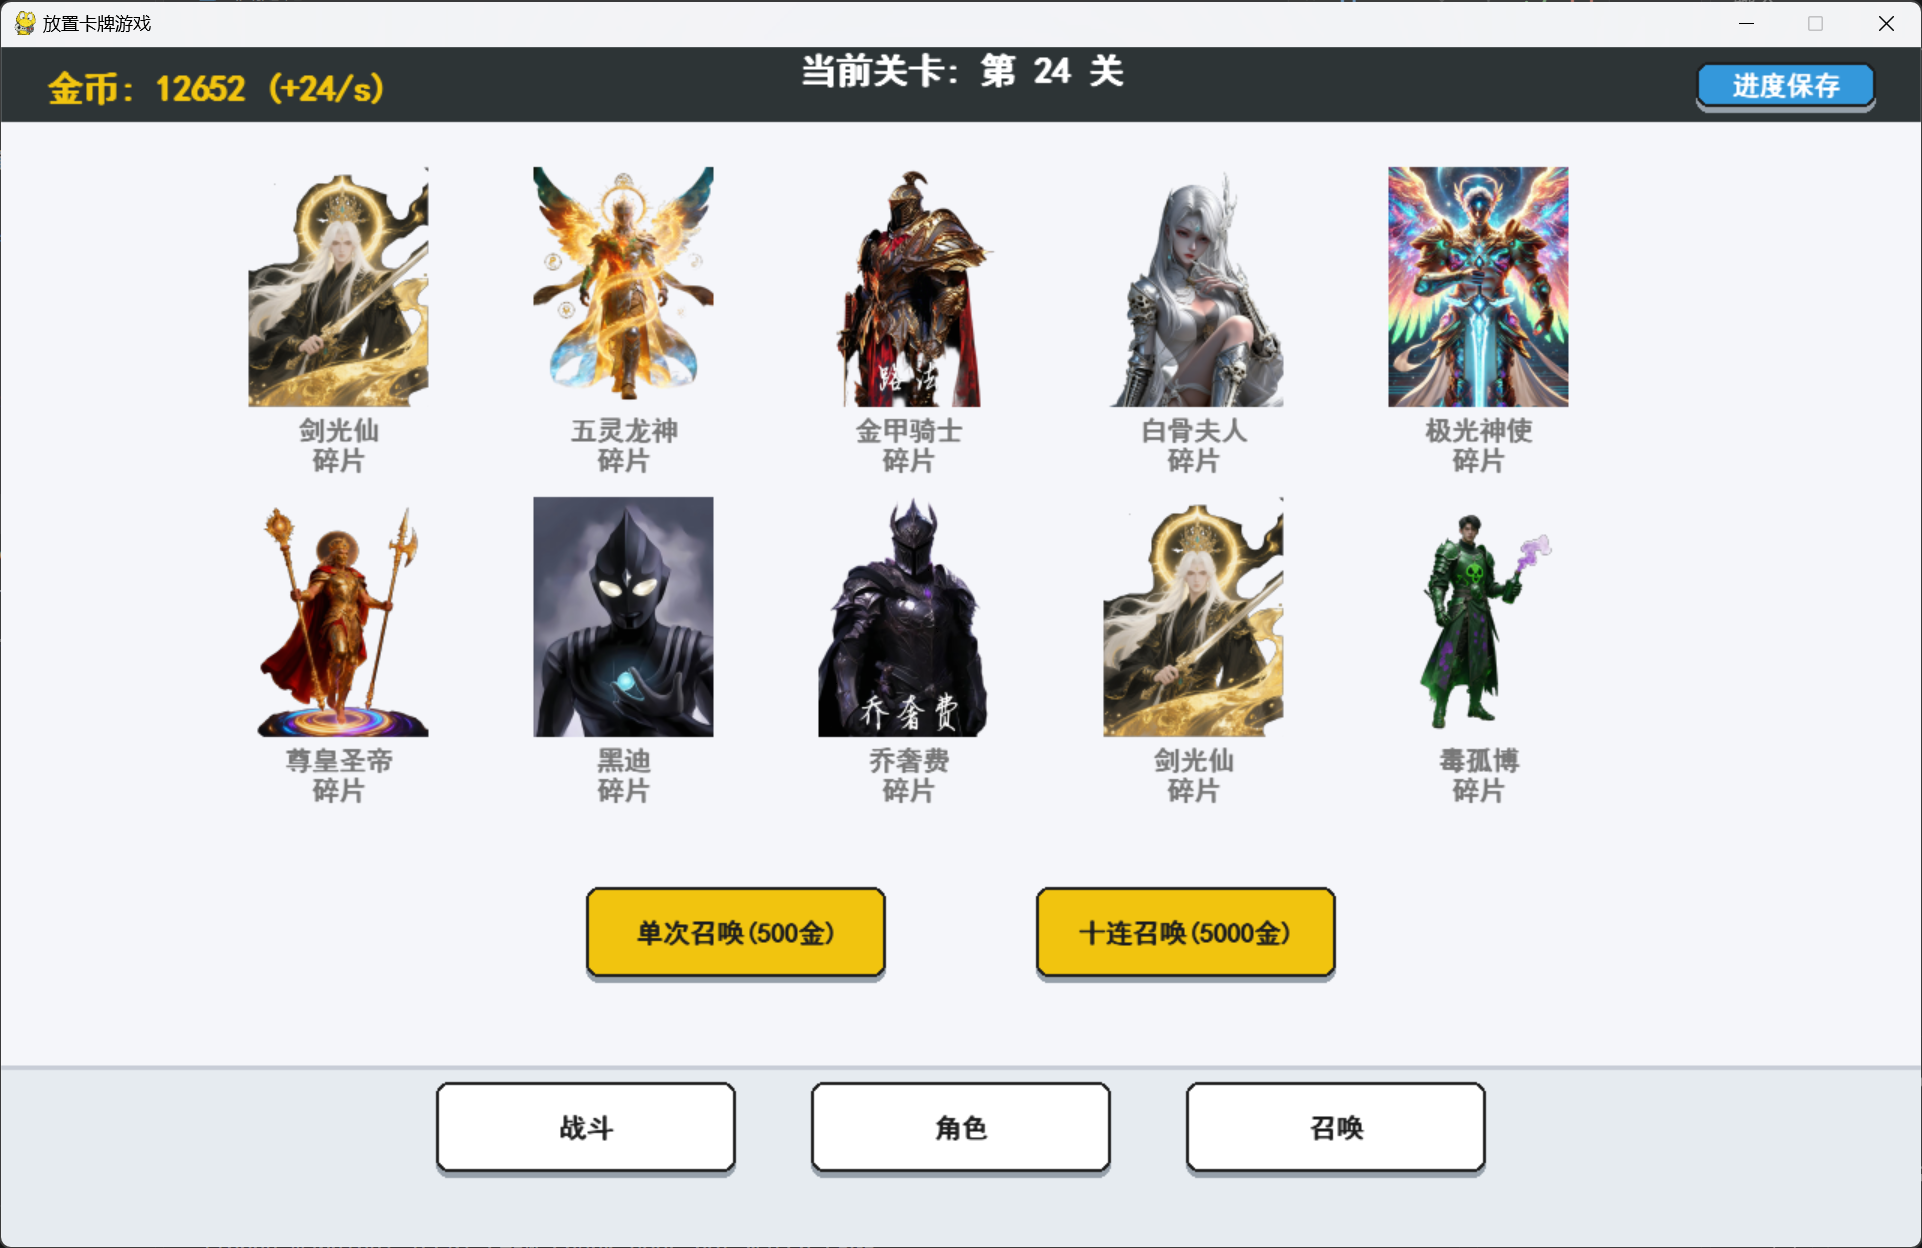 放置卡牌游戏
金币: 12652 (+24/s)
当前关卡: 第 24 关
进度保存
路法
剑光仙
碎片
五灵龙神
碎片
金甲骑士
碎片
白骨夫人
碎片
极光神使
碎片
乔奢费
尊皇圣帝
碎片
黑迪
碎片
乔奢费
碎片
剑光仙
碎片
毒孤博
碎片
单次召唤(500金)
十连召唤(5000金)
战斗
角色
召唤